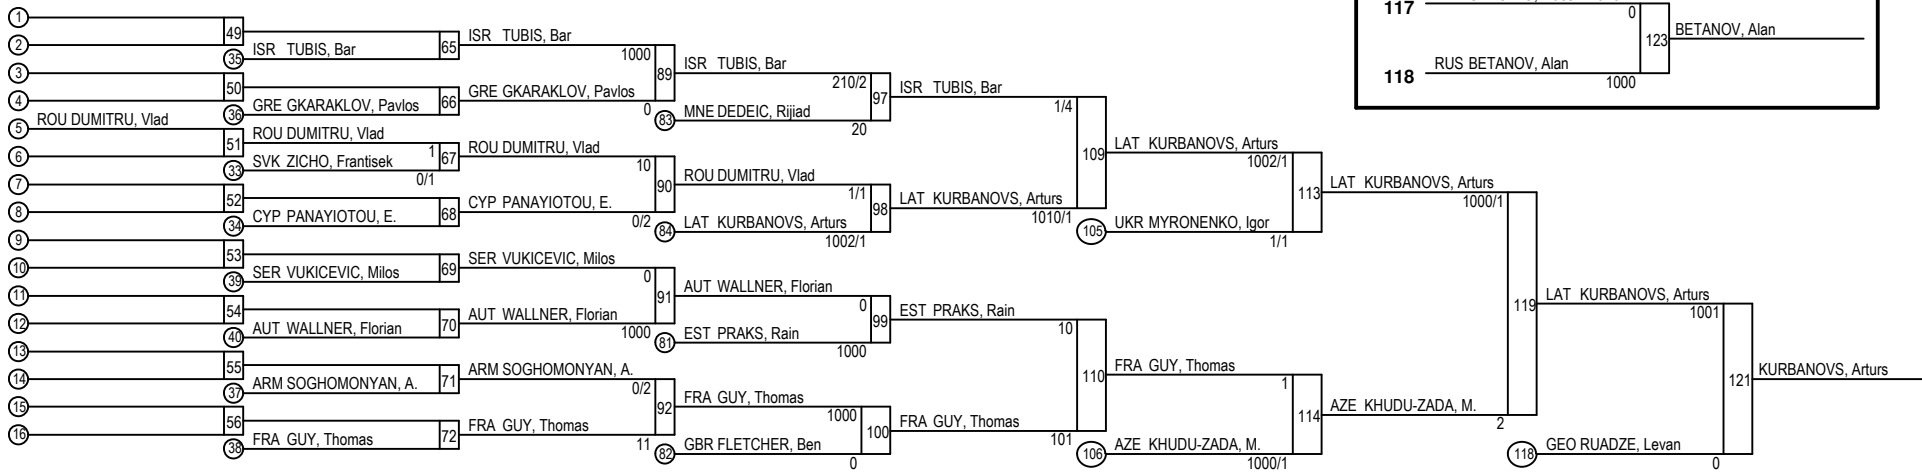 1
2
3
4
5 ROU DUMITRU, Vlad
6
7
8
9
10
11
12
13
14
15
16
49
35 ISR TUBIS, Bar
50
36 GRE GKARAKLOV, Pavlos
51 ROU DUMITRU, Vlad
1
33 SVK ZICHO, Frantisek
0/1
52
34 CYP PANAYIOTOU, E.
53
39 SER VUKICEVIC, Milos
54
40 AUT WALLNER, Florian
55
37 ARM SOGHOMONYAN, A.
56
38 FRA GUY, Thomas
65 ISR TUBIS, Bar
1000
66 GRE GKARAKLOV, Pavlos
0
67 ROU DUMITRU, Vlad
10
68 CYP PANAYIOTOU, E.
0/2
69 SER VUKICEVIC, Milos
0
70 AUT WALLNER, Florian
1000
71 ARM SOGHOMONYAN, A.
0/2
72 FRA GUY, Thomas
11
89 ISR TUBIS, Bar
210/2
83 MNE DEDEIC, Rijiad
20
90 ROU DUMITRU, Vlad
1/1
84 LAT KURBANOVS, Arturs
1002/1
91 AUT WALLNER, Florian
0
81 EST PRAKS, Rain
1000
92 FRA GUY, Thomas
1000
82 GBR FLETCHER, Ben
0
97 ISR TUBIS, Bar
1/4
98 LAT KURBANOVS, Arturs
1010/1
99 EST PRAKS, Rain
10
100 FRA GUY, Thomas
101
109 LAT KURBANOVS, Arturs
1002/1
105 UKR MYRONENKO, Igor
1/1
110 FRA GUY, Thomas
1
106 AZE KHUDU-ZADA, M.
1000/1
113 LAT KURBANOVS, Arturs
1000/1
114 AZE KHUDU-ZADA, M.
2
119 LAT KURBANOVS, Arturs
1001
118 GEO RUADZE, Levan
0
121 KURBANOVS, Arturs
117
0
123 BETANOV, Alan
118 RUS BETANOV, Alan
1000